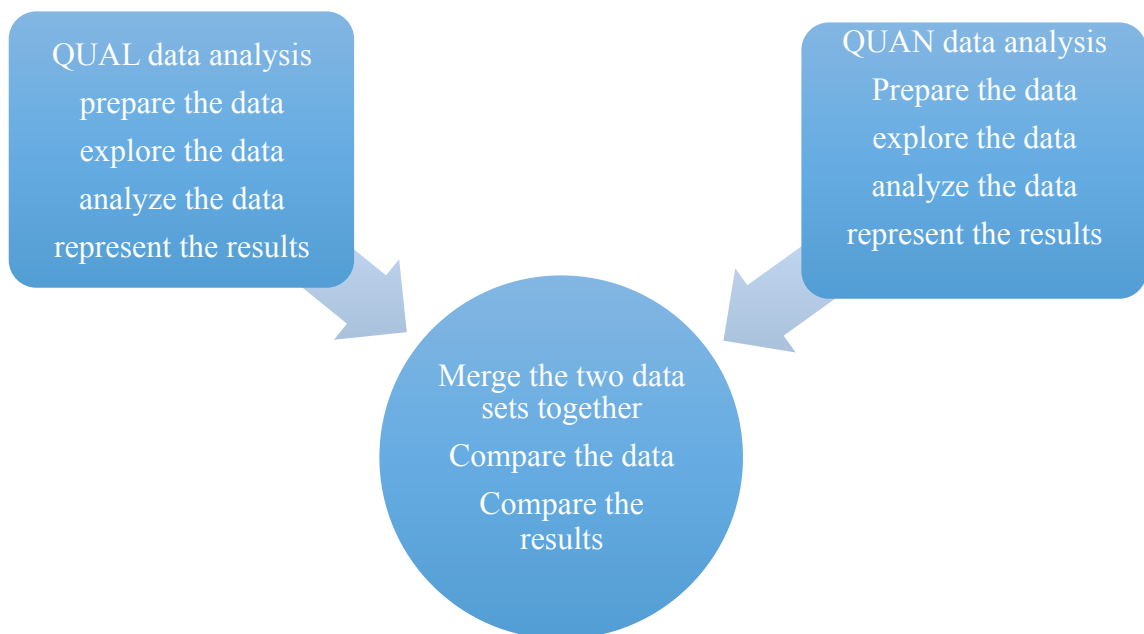 QUAL data analysis
prepare the data
explore the data
analyze the data
represent the results
QUAN data analysis
Prepare the data
explore the data
analyze the data
represent the results
Merge the two data
sets together
Compare the data
Compare the
results